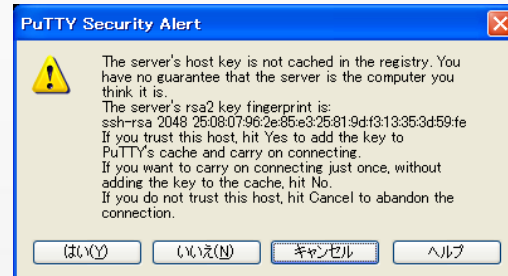 PuTTY Security Alert
The server's host key is not cached in the registry. You
have no guarantee that the server is the computer you
think it is.
The server's rsa2 key fingerprint is:
ssh-rsa 2048 25:08:07:96:2e:85:e3:25:81:9d:f3:13:35:3d:59:fe
If you trust this host, hit Yes to add the key to
PuTTY's cache and carry on connecting.
If you want to carry on connecting just once, without
adding the key to the cache, hit No.
If you do not trust this host, hit Cancel to abandon the
connection.
はい(Y) いいえ(N) キャンセル ヘルプ